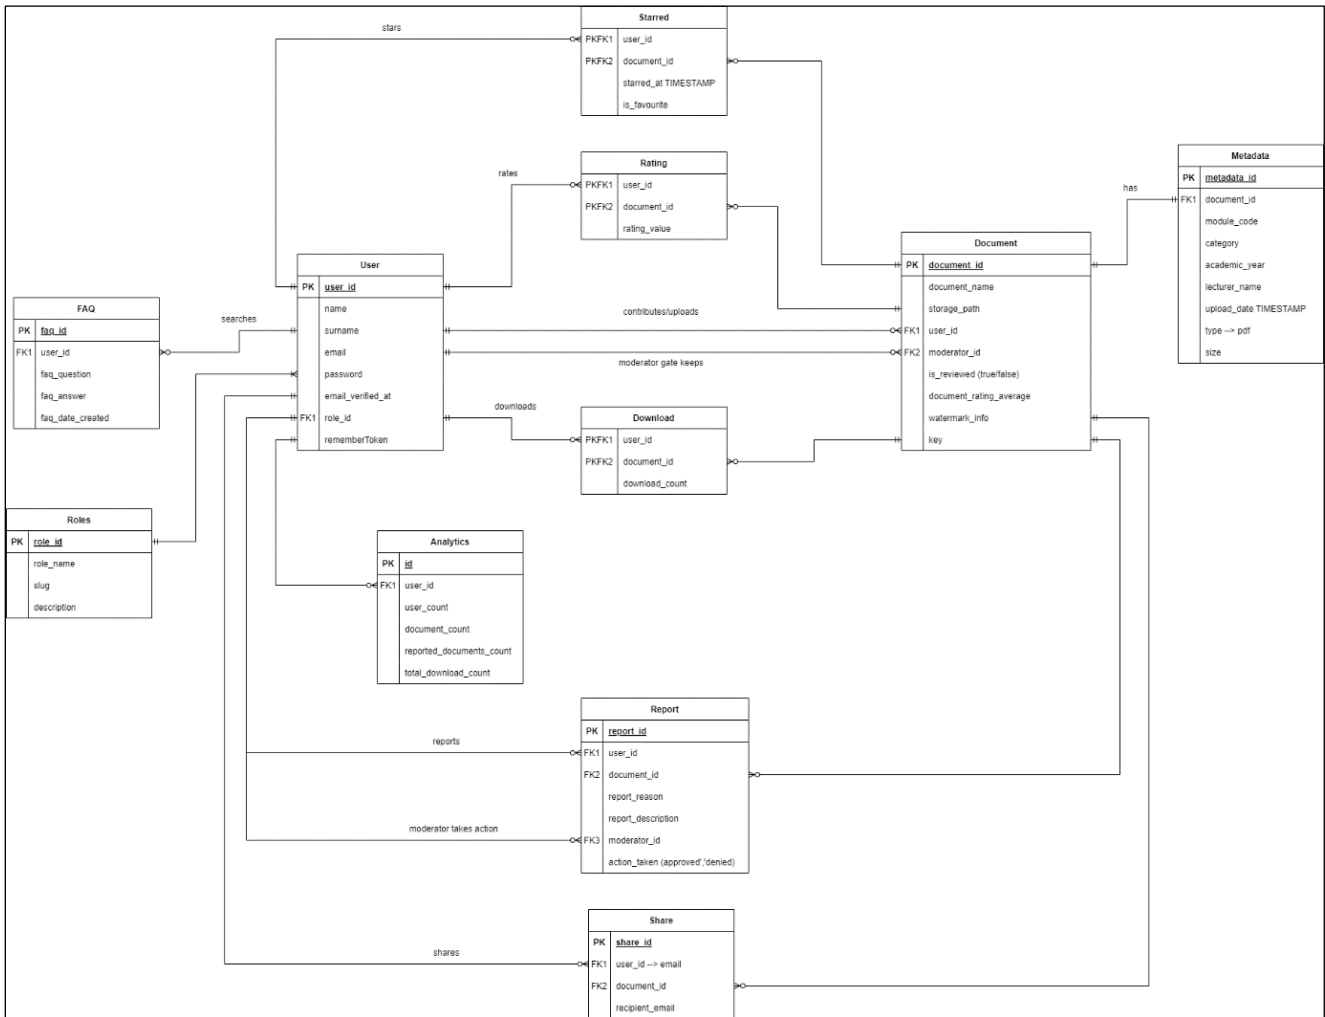 Starred
stars
PKFK1 user_id
PKFK2 document_id
starred_at TIMESTAMP
is_favourite
Rating
rates
PKFK1 user_id
PKFK2 document_id
rating_value
Metadata
PK metadata_id
has
FK1 document_id
module_code
category
academic_year
lecturer_name
upload_date TIMESTAMP
type --> pdf
size
Document
PK document_id
document_name
storage_path
FK1 user_id
FK2 moderator_id
is_reviewed (true/false)
document_rating_average
watermark_info
key
User
PK user_id
name
surname
email
password
email_verified_at
FK1 role_id
rememberToken
contributes/uploads
moderator gate keeps
FAQ
searches
PK faq_id
FK1 user_id
faq_question
faq_answer
faq_date_created
downloads
Download
PKFK1 user_id
PKFK2 document_id
download_count
Roles
PK role_id
role_name
slug
description
Analytics
PK id
FK1 user_id
user_count
document_count
reported_documents_count
total_download_count
Report
PK report_id
reports
FK1 user_id
FK2 document_id
report_reason
report_description
moderator takes action
FK3 moderator_id
action_taken (approved','denied)
Share
PK share_id
shares
FK1 user_id --> email
FK2 document_id
recipient_email